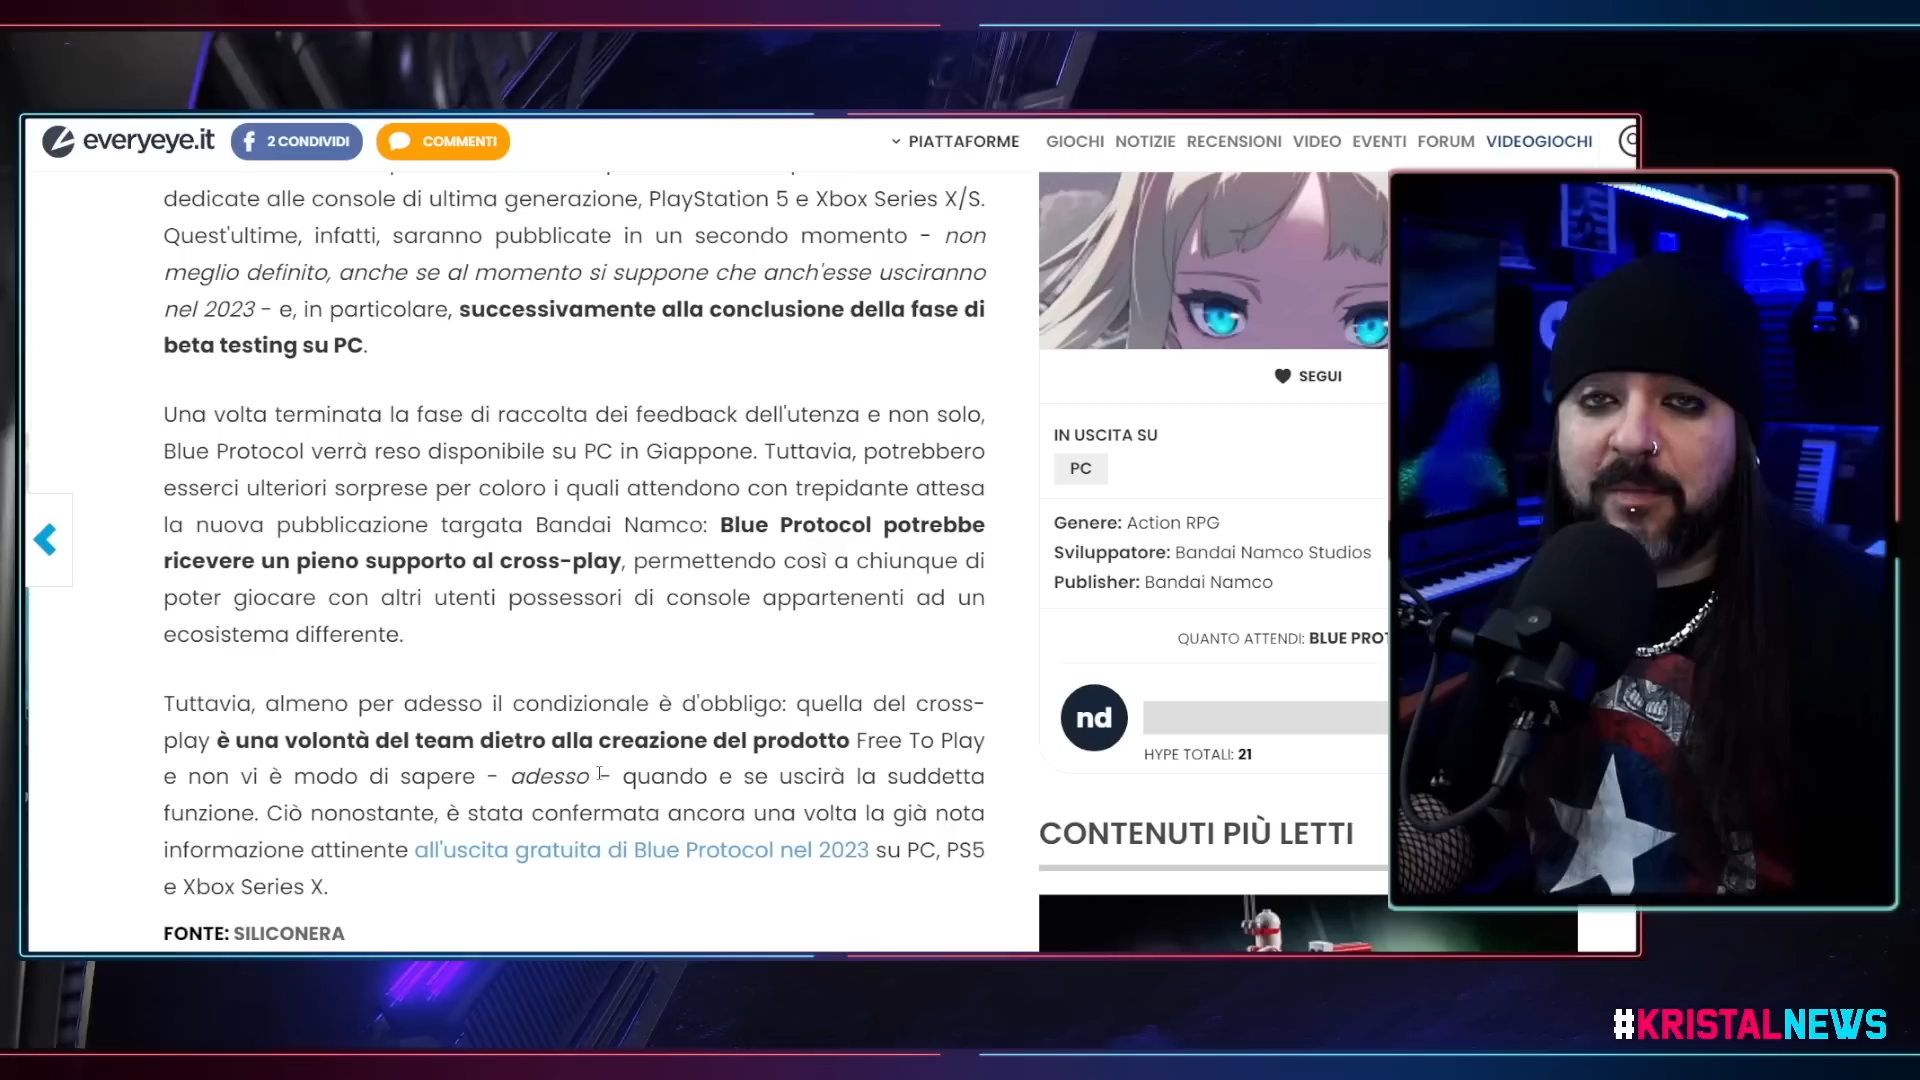 everyeye.it
2 CONDIVIDI
COMMENTI
PIATTAFORME
GIOCHI NOTIZIE RECENSIONI VIDEO EVENTI FORUM VIDEOGIOCHI
dedicate alle console di ultima generazione, PlayStation 5 e Xbox Series X/S.
Quest'ultime, infatti, saranno pubblicate in un secondo momento - non
meglio definito, anche se al momento si suppone che anch'esse usciranno
nel 2023 - e, in particolare, successivamente alla conclusione della fase di
beta testing su PC.
Una volta terminata la fase di raccolta dei feedback dell'utenza e non solo,
Blue Protocol verrà reso disponibile su PC in Giappone. Tuttavia, potrebbero
esserci ulteriori sorprese per coloro i quali attendono con trepidante attesa
la nuova pubblicazione targata Bandai Namco: Blue Protocol potrebbe
ricevere un pieno supporto al cross-play, permettendo così a chiunque di
poter giocare con altri utenti possessori di console appartenenti ad un
ecosistema differente.
Tuttavia, almeno per adesso il condizionale è d'obbligo: quella del cross-
play è una volontà del team dietro alla creazione del prodotto Free To Play
e non vi è modo di sapere - adesso - quando e se uscirà la suddetta
funzione. Ciò nonostante, è stata confermata ancora una volta la già nota
informazione attinente all'uscita gratuita di Blue Protocol nel 2023 su PC, PS5
e Xbox Series X.
FONTE: SILICONERA
SEGUI
IN USCITA SU
PC
Genere: Action RPG
Sviluppatore: Bandai Namco Studios
Publisher: Bandai Namco
QUANTO ATTENDI: BLUE PROT
nd
HYPE TOTALI: 21
CONTENUTI PIÙ LETTI
#KRISTALNEWS